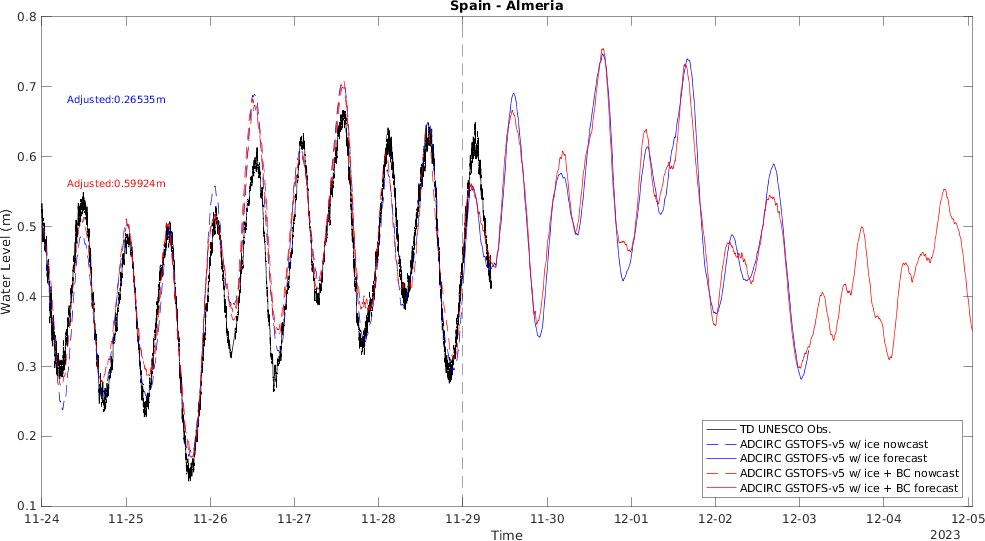 Spain - Almeria
0.8
0.7
0.6
0.5
0.4
0.3
0.2
0.1
Water Level (m)
Adjusted:0.26535m
Adjusted:0.59924m
TD UNESCO Obs.
ADCIRC GSTOFS-v5 w/ ice nowcast
ADCIRC GSTOFS-v5 w/ ice forecast
ADCIRC GSTOFS-v5 w/ ice + BC nowcast
ADCIRC GSTOFS-v5 w/ ice + BC forecast
11-24 11-25 11-26 11-27 11-28 11-29 11-30 12-01 12-02 12-03 12-04 12-05
Time
2023